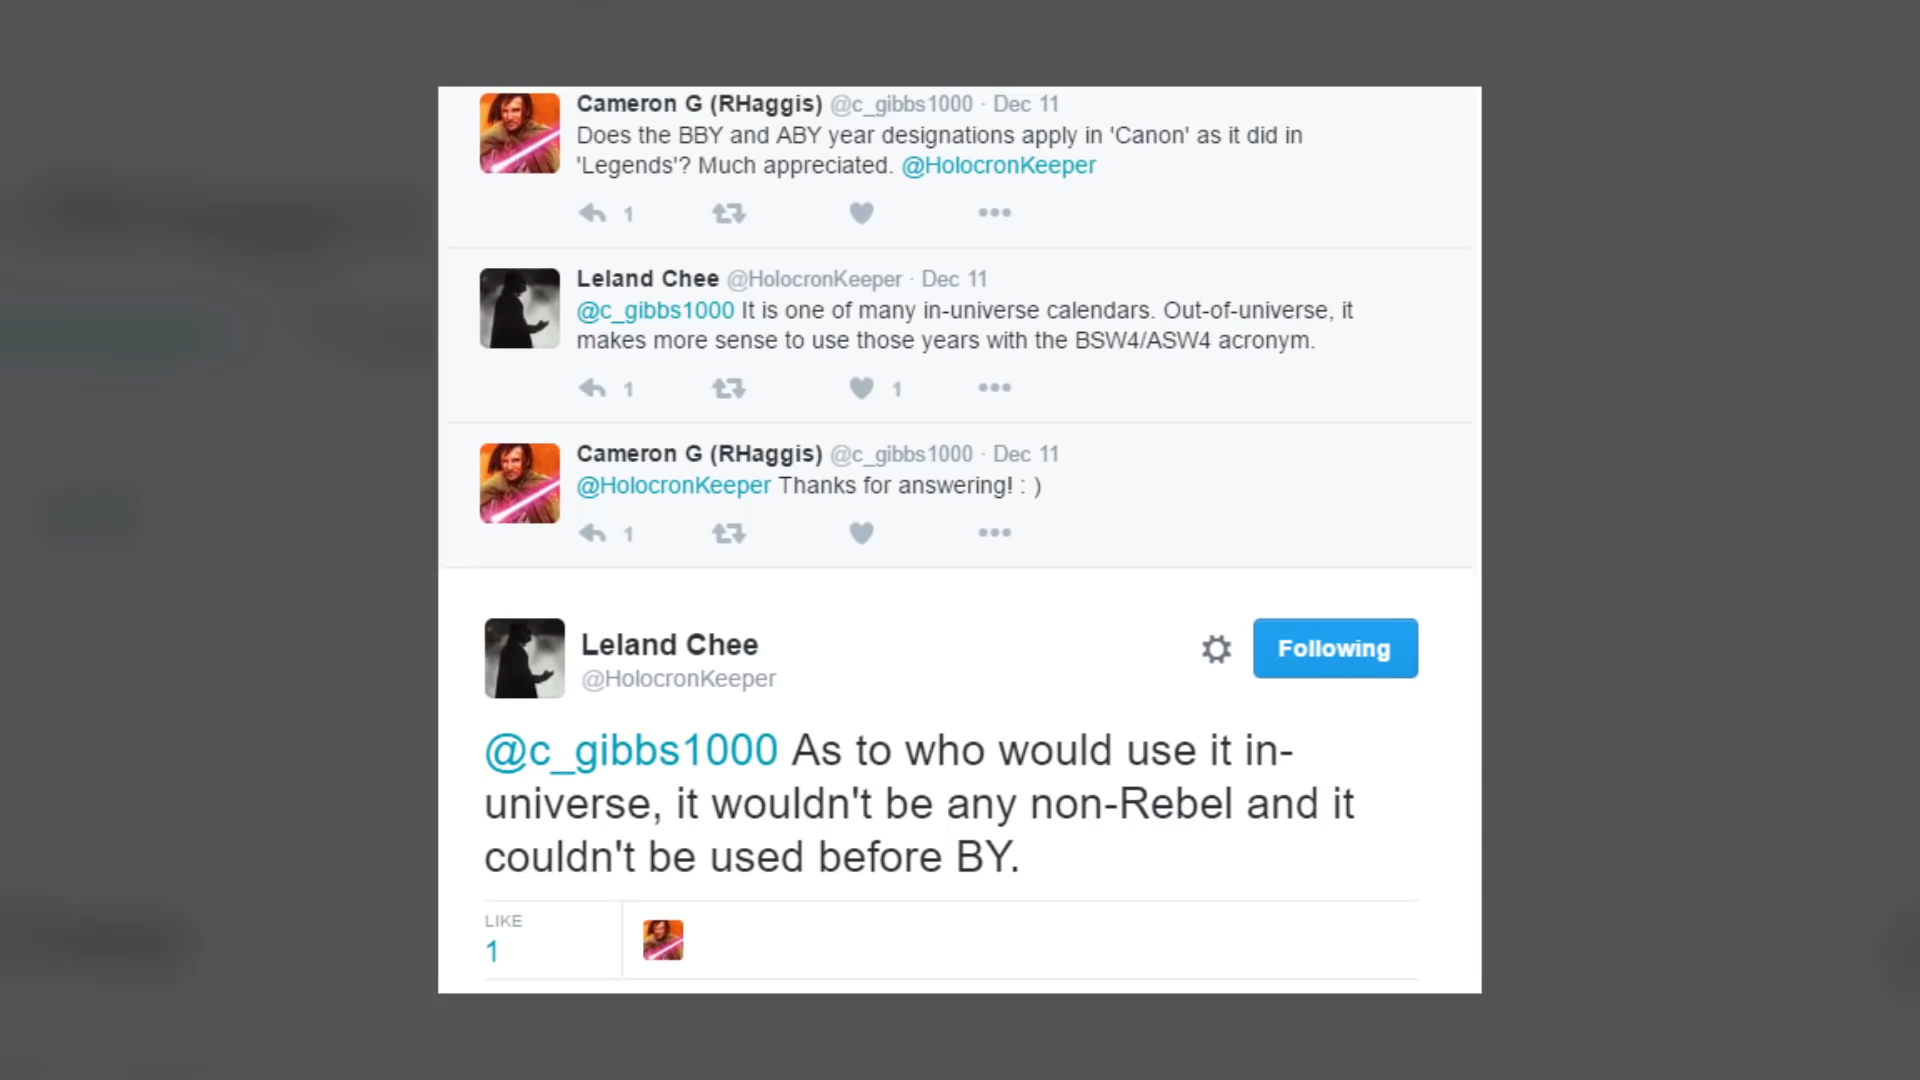 Cameron G (RHaggis) @c_gibbs1000 · Dec 11
Does the BBY and ABY year designations apply in 'Canon' as it did in
'Legends'? Much appreciated. @HolocronKeeper
1
Leland Chee @HolocronKeeper · Dec 11
@c_gibbs1000 It is one of many in-universe calendars. Out-of-universe, it
makes more sense to use those years with the BSW4/ASW4 acronym.
1 1
Cameron G (RHaggis) @c_gibbs1000 · Dec 11
@HolocronKeeper Thanks for answering! : )
1
Leland Chee
@HolocronKeeper
Following
@c_gibbs1000 As to who would use it in-
universe, it wouldn't be any non-Rebel and it
couldn't be used before BY.
LIKE
1